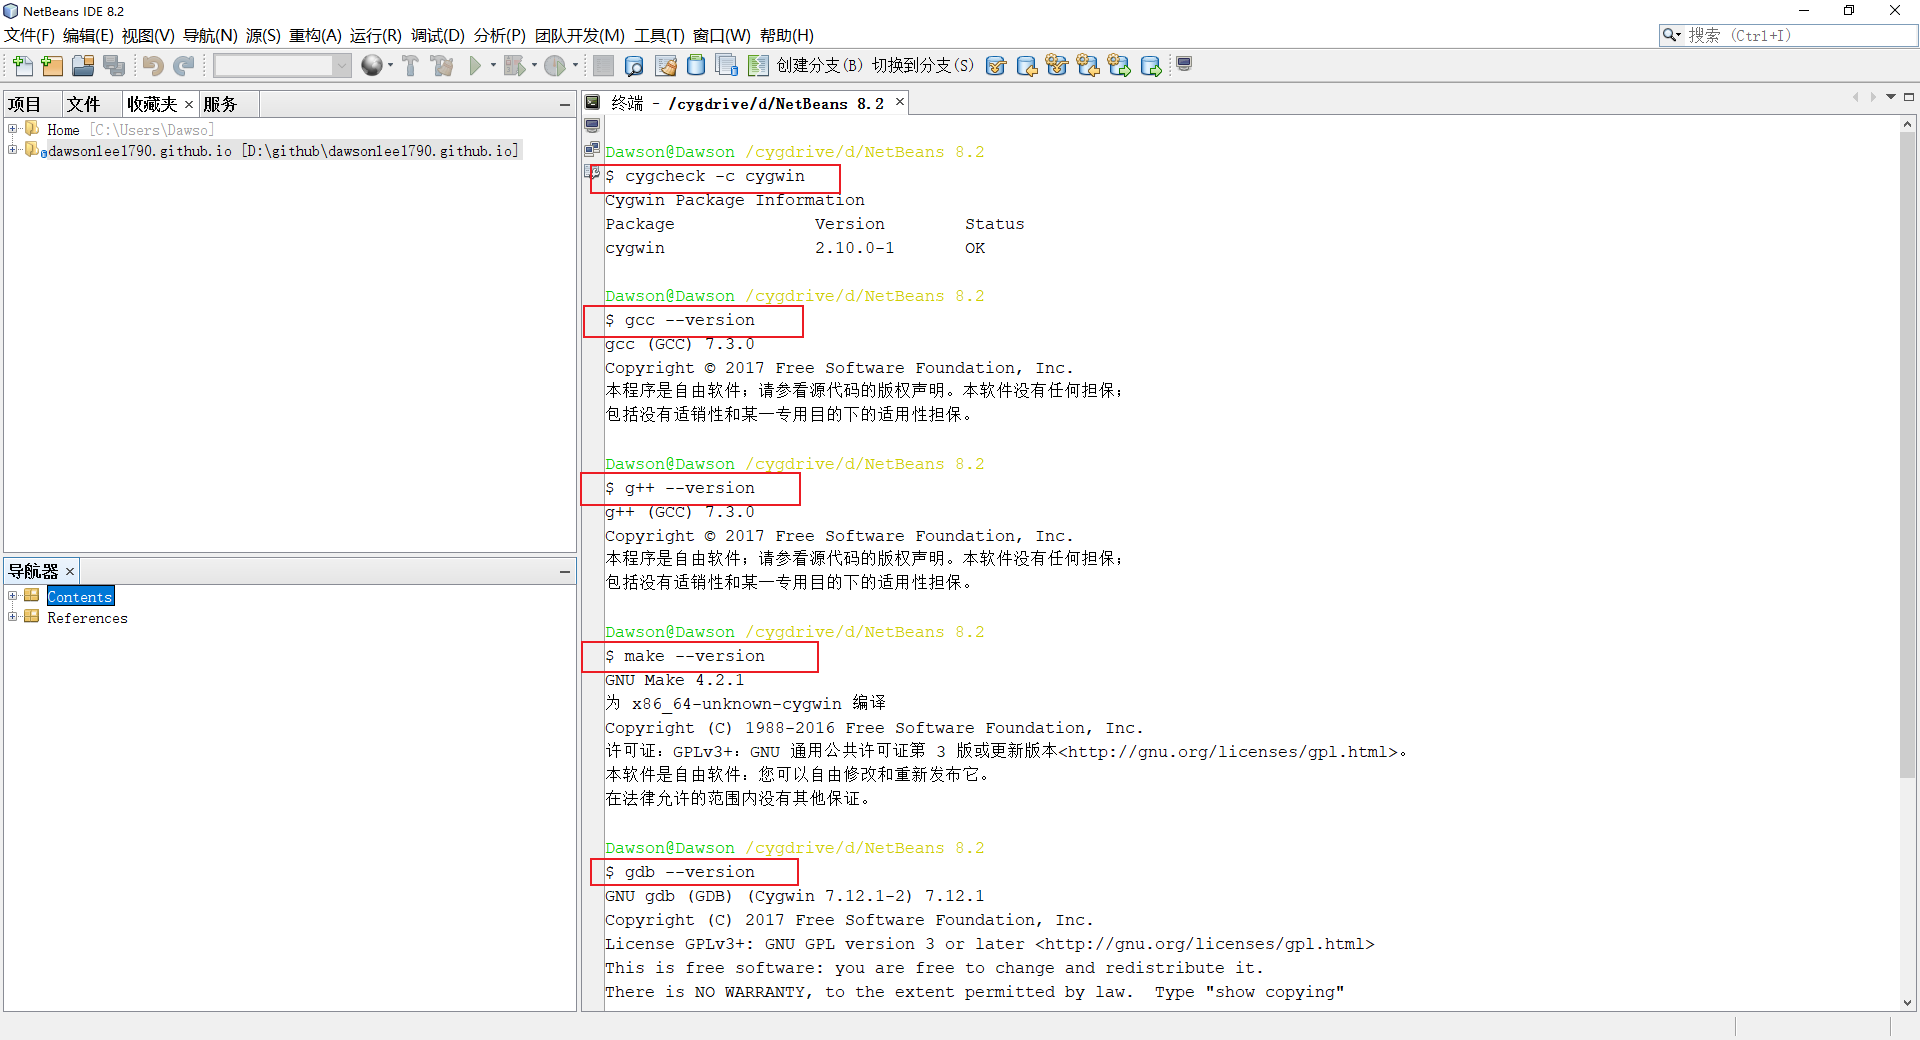 NetBeans IDE 8.2
文件(F) 编辑(E) 视图(V) 导航(N) 源(S) 重构(A) 运行(R) 调试(D) 分析(P) 团队开发(M) 工具(T) 窗口(W) 帮助(H)
搜索 (Ctrl+I)
创建分支(B) 切换到分支(S)
项目 文件 收藏夹 × 服务
Home [C:\Users\Dawso]
dawsonlee1790.github.io [D:\github\dawsonlee1790.github.io]
导航器 ×
Contents
References
终端 - /cygdrive/d/NetBeans 8.2 ×
Dawson@Dawson /cygdrive/d/NetBeans 8.2
$ cygcheck -c cygwin
Cygwin Package Information
Package Version Status
cygwin 2.10.0-1 OK
Dawson@Dawson /cygdrive/d/NetBeans 8.2
$ gcc --version
gcc (GCC) 7.3.0
Copyright © 2017 Free Software Foundation, Inc.
本程序是自由软件；请参看源代码的版权声明。本软件没有任何担保；
包括没有适销性和某一专用目的下的适用性担保。
Dawson@Dawson /cygdrive/d/NetBeans 8.2
$ g++ --version
g++ (GCC) 7.3.0
Copyright © 2017 Free Software Foundation, Inc.
本程序是自由软件；请参看源代码的版权声明。本软件没有任何担保；
包括没有适销性和某一专用目的下的适用性担保。
Dawson@Dawson /cygdrive/d/NetBeans 8.2
$ make --version
GNU Make 4.2.1
为 x86_64-unknown-cygwin 编译
Copyright (C) 1988-2016 Free Software Foundation, Inc.
许可证：GPLv3+：GNU 通用公共许可证第 3 版或更新版本<http://gnu.org/licenses/gpl.html>。
本软件是自由软件：您可以自由修改和重新发布它。
在法律允许的范围内没有其他保证。
Dawson@Dawson /cygdrive/d/NetBeans 8.2
$ gdb --version
GNU gdb (GDB) (Cygwin 7.12.1-2) 7.12.1
Copyright (C) 2017 Free Software Foundation, Inc.
License GPLv3+: GNU GPL version 3 or later <http://gnu.org/licenses/gpl.html>
This is free software: you are free to change and redistribute it.
There is NO WARRANTY, to the extent permitted by law.  Type "show copying"